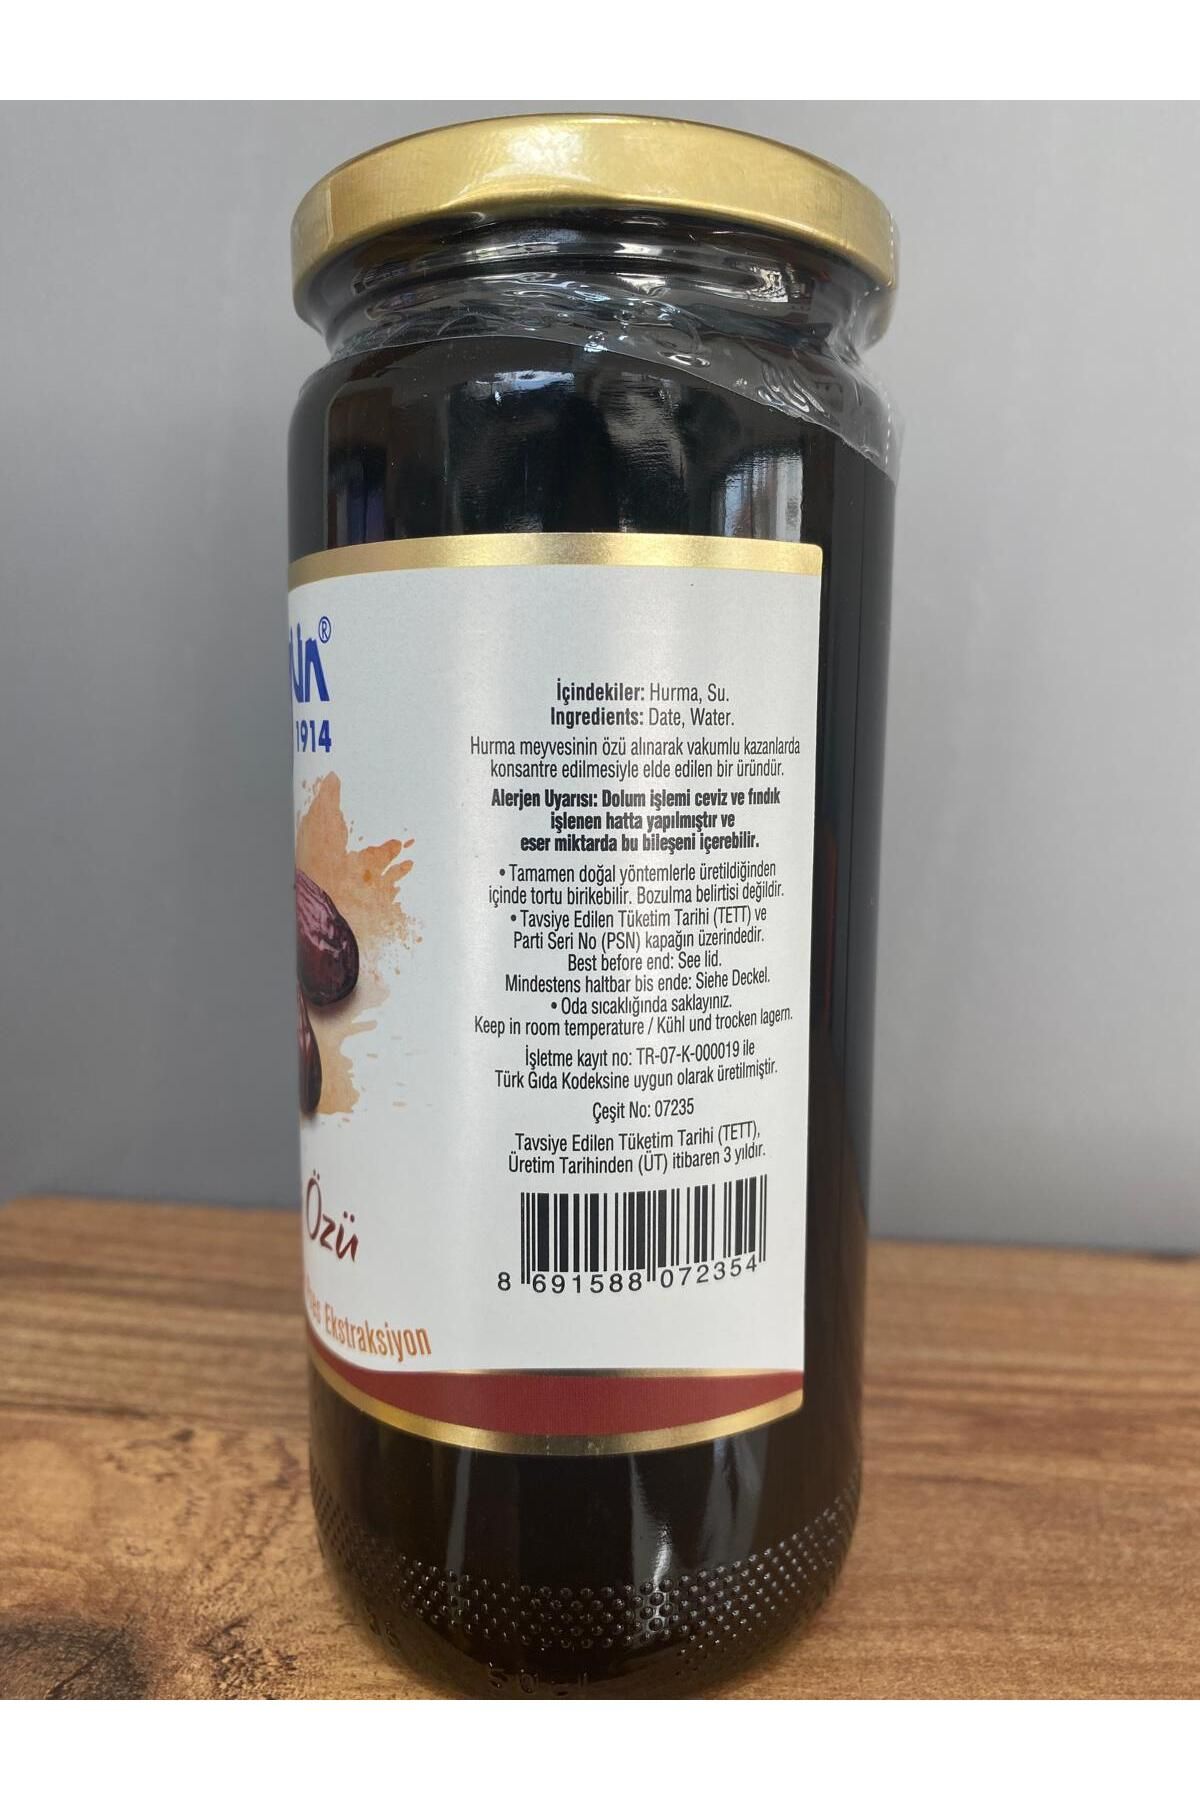 ®
1914
İçindekiler: Hurma, Su.
Ingredients: Date, Water.
Hurma meyvesinin özü alınarak vakumlu kazanlarda
konsantre edilmesiyle elde edilen bir üründür.
Alerjen Uyarısı: Dolum işlemi ceviz ve fındık
işlenen hatta yapılmıştır ve
eser miktarda bu bileşeni içerebilir.
• Tamamen doğal yöntemlerle üretildiğinden
içinde tortu birikebilir. Bozulma belirtisi değildir.
• Tavsiye Edilen Tüketim Tarihi (TETT) ve
Parti Seri No (PSN) kapağın üzerindedir.
Best before end: See lid.
Mindestens haltbar bis ende: Siehe Deckel.
• Oda sıcaklığında saklayınız.
Keep in room temperature / Kühl und trocken lagern.
İşletme kayıt no: TR-07-K-000019 ile
Türk Gıda Kodeksine uygun olarak üretilmiştir.
Çeşit No: 07235
Tavsiye Edilen Tüketim Tarihi (TETT),
Üretim Tarihinden (ÜT) itibaren 3 yıldır.
8 691588 072354
Özü
Ekstraksiyon